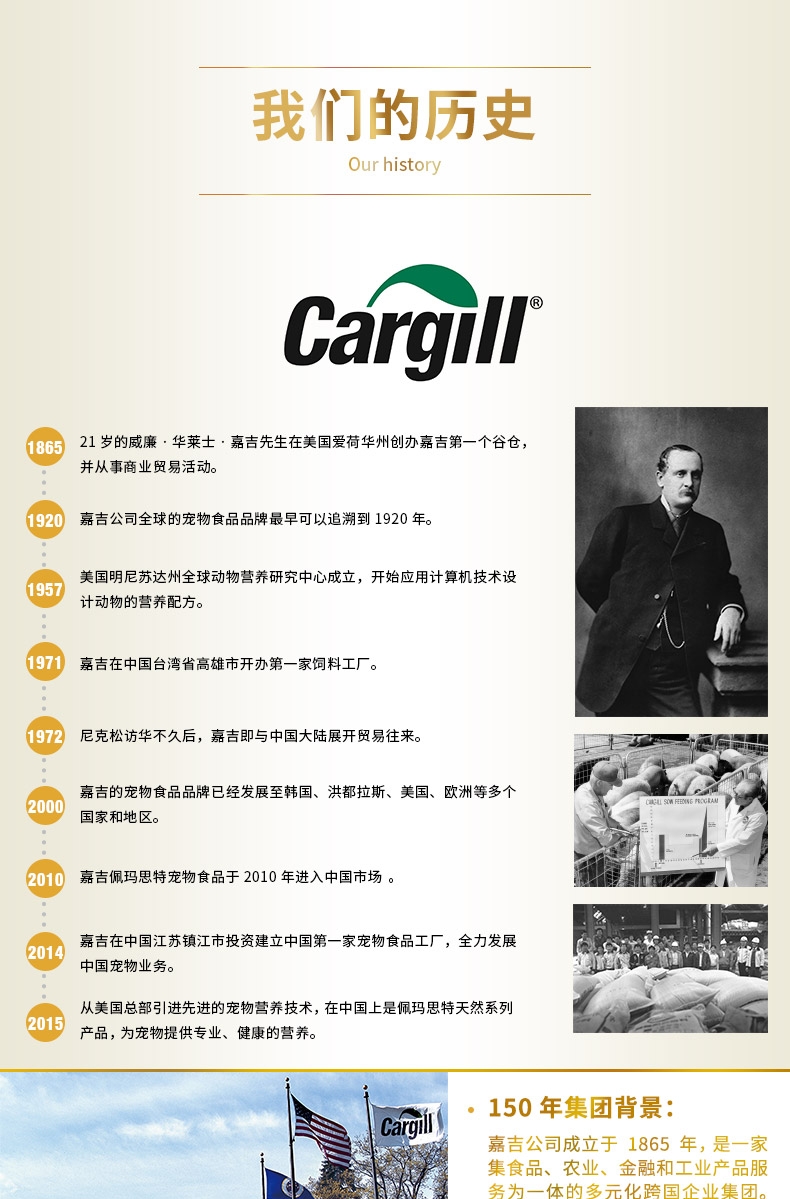 我们的历史
Our history
Cargill®
1865
21 岁的威廉 · 华莱士 · 嘉吉先生在美国爱荷华州创办嘉吉第一个谷仓，
并从事商业贸易活动。
1920
嘉吉公司全球的宠物食品品牌最早可以追溯到 1920 年。
1957
美国明尼苏达州全球动物营养研究中心成立，开始应用计算机技术设
计动物的营养配方。
1971
嘉吉在中国台湾省高雄市开办第一家饲料工厂。
1972
尼克松访华不久后，嘉吉即与中国大陆展开贸易往来。
2000
嘉吉的宠物食品品牌已经发展至韩国、洪都拉斯、美国、欧洲等多个
国家和地区。
CARGILL SOW FEEDING PROGRAM
2010
嘉吉佩玛思特宠物食品于 2010 年进入中国市场 。
2014
嘉吉在中国江苏镇江市投资建立中国第一家宠物食品工厂，全力发展
中国宠物业务。
2015
从美国总部引进先进的宠物营养技术，在中国上是佩玛思特天然系列
产品，为宠物提供专业、健康的营养。
Cargill
• 150 年集团背景：
嘉吉公司成立于 1865 年，是一家
集食品、农业、金融和工业产品服
务为一体的多元化跨国企业集团。